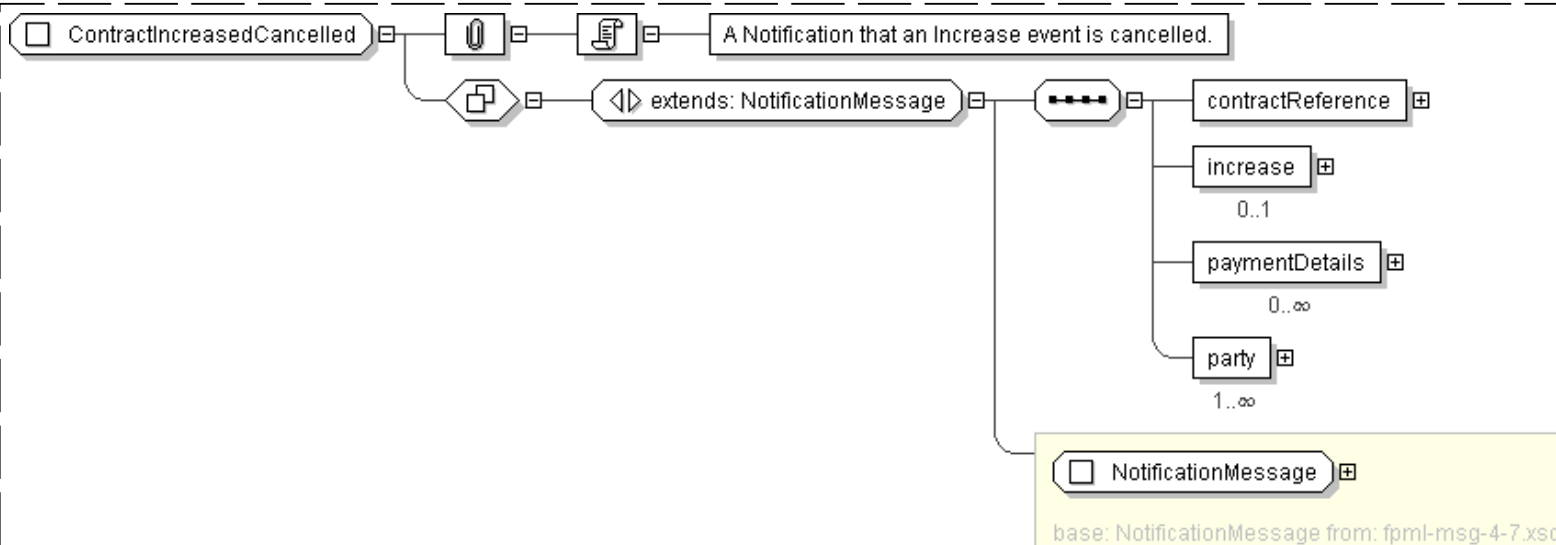 ContractIncreasedCancelled
A Notification that an Increase event is cancelled.
extends: NotificationMessage
contractReference
increase
0..1
paymentDetails
0..∞
party
1..∞
NotificationMessage
base: NotificationMessage from: fpml-msg-4-7.xsd